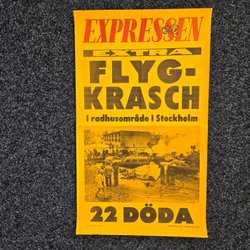 EXPRESSEN
EXTRA
FLYG-
KRASCH
i radhusområde i Stockholm
22 DÖDA